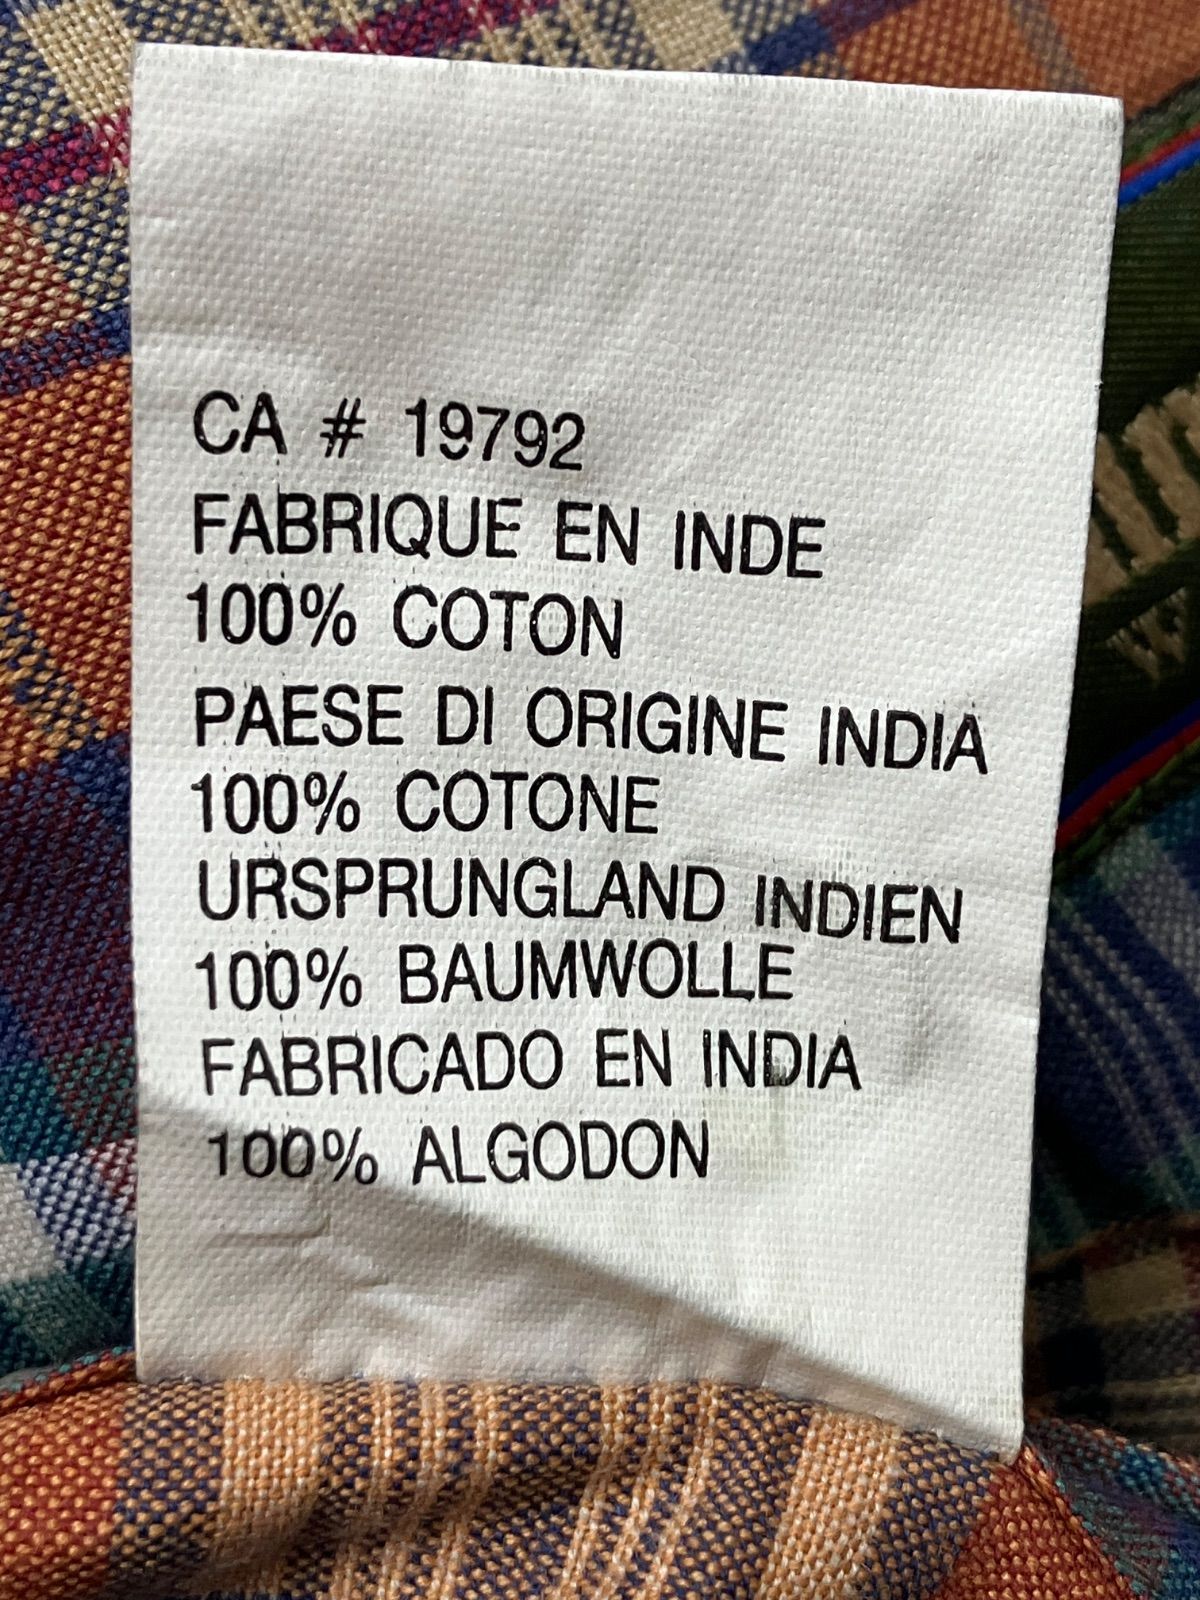 CA # 19792
FABRIQUE EN INDE
100% COTON
PAESE DI ORIGINE INDIA
100% COTONE
URSPRUNGLAND INDIEN
100% BAUMWOLLE
FABRICADO EN INDIA
100% ALGODON